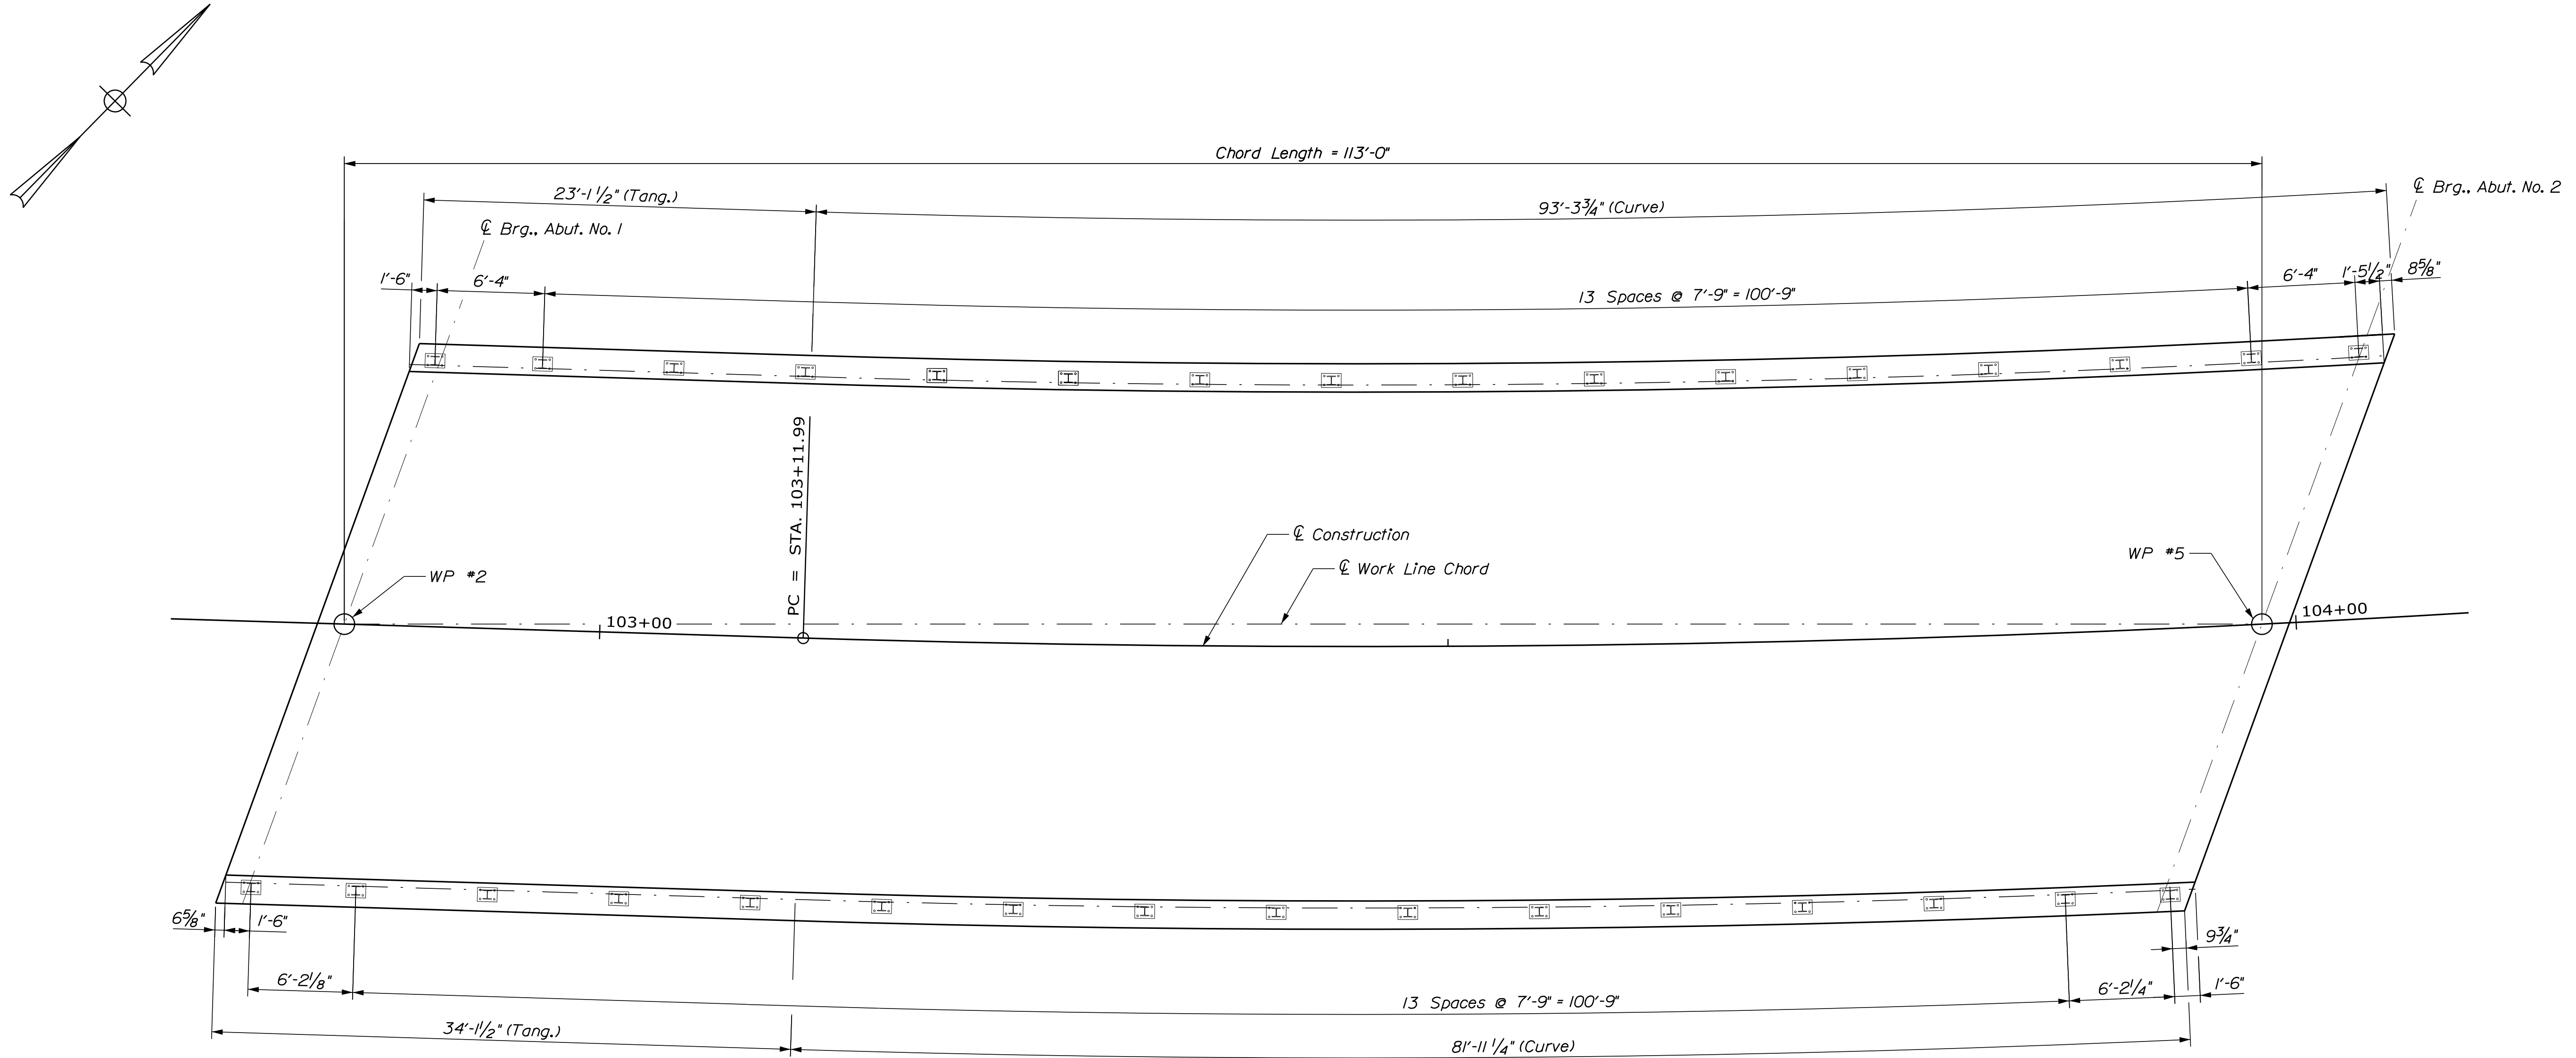 Chord Length = 113'-0"
23'-1 1/2" (Tang.)
93'-3 3/4" (Curve)
℄ Brg., Abut. No. 2
℄ Brg., Abut. No. 1
1'-6"
6'-4"
13 Spaces @ 7'-9" = 100'-9"
6'-4"
1'-5 1/2"
8 5/8"
PC = STA. 103+11.99
℄ Construction
℄ Work Line Chord
WP #2
WP #5
103+00
104+00
6 5/8"
1'-6"
9 3/4"
6'-2 1/8"
13 Spaces @ 7'-9" = 100'-9"
6'-2 1/4"
1'-6"
34'-1 1/2" (Tang.)
81'-11 1/4" (Curve)